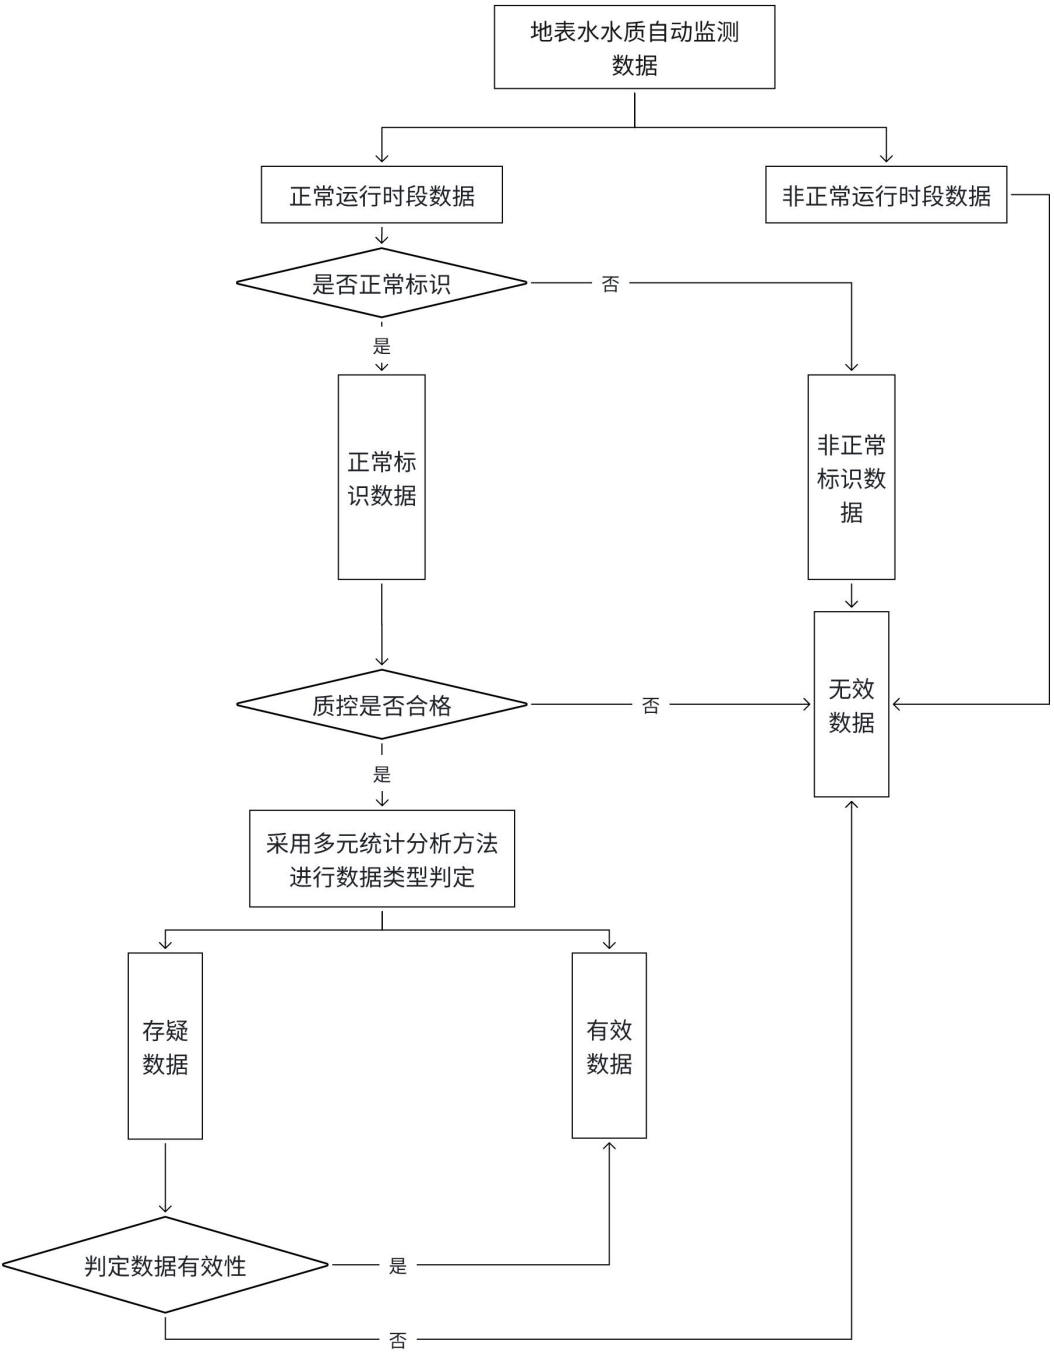 地表水水质自动监测
数据
正常运行时段数据
非正常运行时段数据
是否正常标识
否
是
正常标
识数据
非正常
标识数
据
质控是否合格
否
无效
数据
是
采用多元统计分析方法
进行数据类型判定
存疑
数据
有效
数据
判定数据有效性
是
否